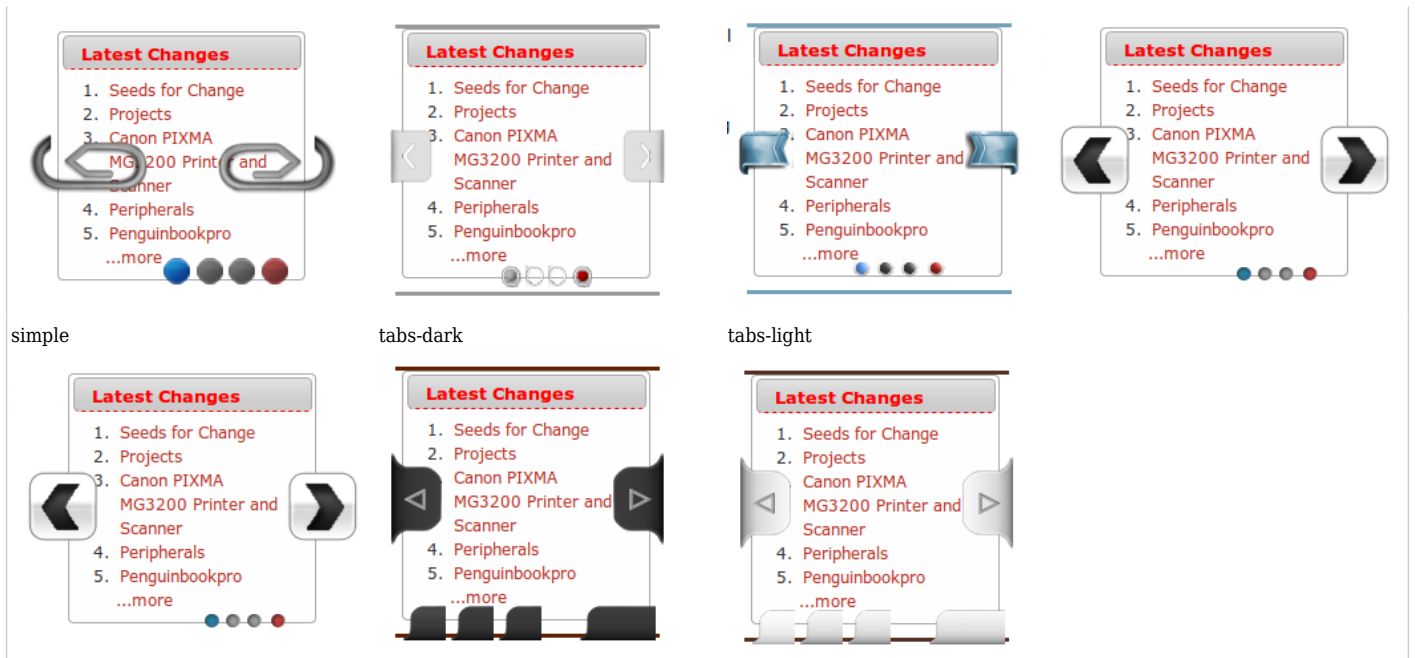 Latest Changes
1. Seeds for Change
2. Projects
3. Canon PIXMA
MG3200 Printer and
Scanner
4. Peripherals
5. Penguinbookpro
...more
Latest Changes
1. Seeds for Change
2. Projects
3. Canon PIXMA
MG3200 Printer and
Scanner
4. Peripherals
5. Penguinbookpro
...more
Latest Changes
1. Seeds for Change
2. Projects
3. Canon PIXMA
MG3200 Printer and
Scanner
4. Peripherals
5. Penguinbookpro
...more
Latest Changes
1. Seeds for Change
2. Projects
3. Canon PIXMA
MG3200 Printer and
Scanner
4. Peripherals
5. Penguinbookpro
...more
simple
tabs-dark
tabs-light
Latest Changes
1. Seeds for Change
2. Projects
3. Canon PIXMA
MG3200 Printer and
Scanner
4. Peripherals
5. Penguinbookpro
...more
Latest Changes
1. Seeds for Change
2. Projects
Canon PIXMA
MG3200 Printer and
Scanner
4. Peripherals
5. Penguinbookpro
...more
Latest Changes
1. Seeds for Change
2. Projects
Canon PIXMA
MG3200 Printer and
Scanner
4. Peripherals
5. Penguinbookpro
...more